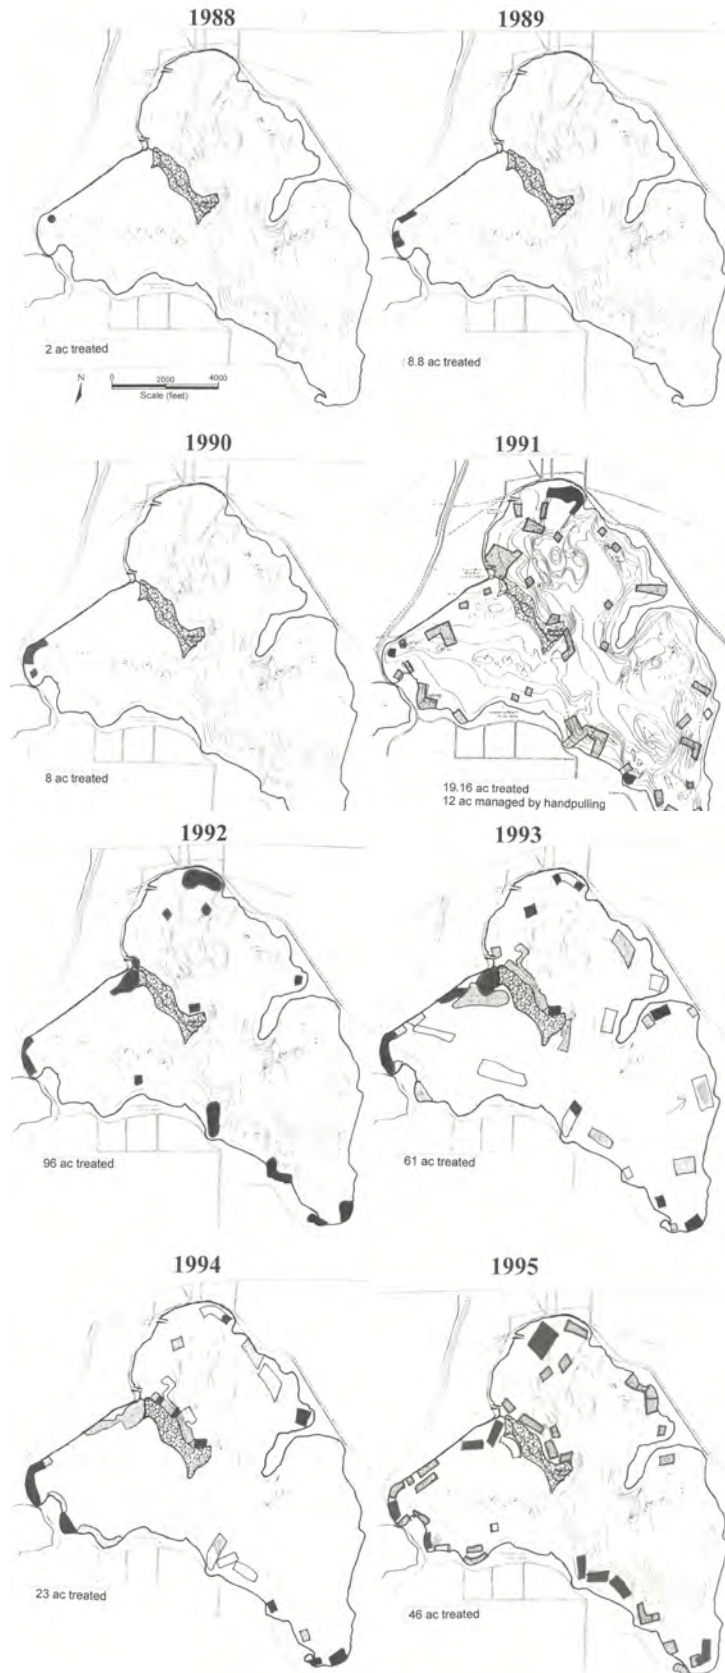 1988
1989
2 ac treated
8.8 ac treated
N
0 2000 4000
Scale (feet)
1990
1991
8 ac treated
19.16 ac treated
12 ac managed by handpulling
1992
1993
96 ac treated
61 ac treated
1994
1995
23 ac treated
46 ac treated